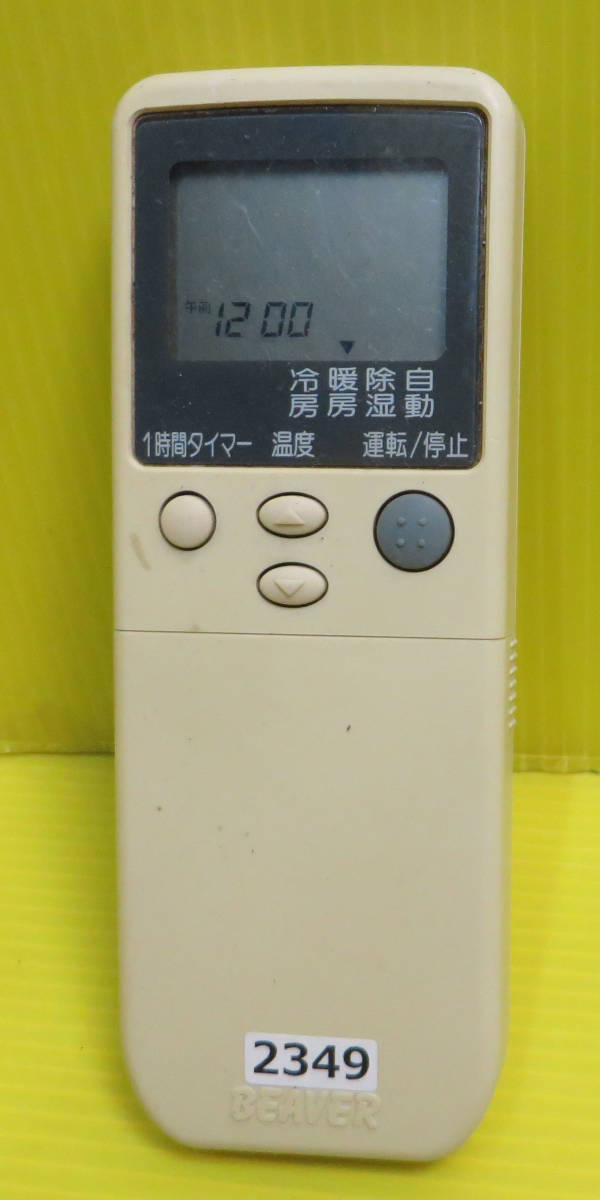 午前 12 00
冷房 暖房 除湿 自動
1時間タイマー 温度 運転/停止
2349
BEAVER